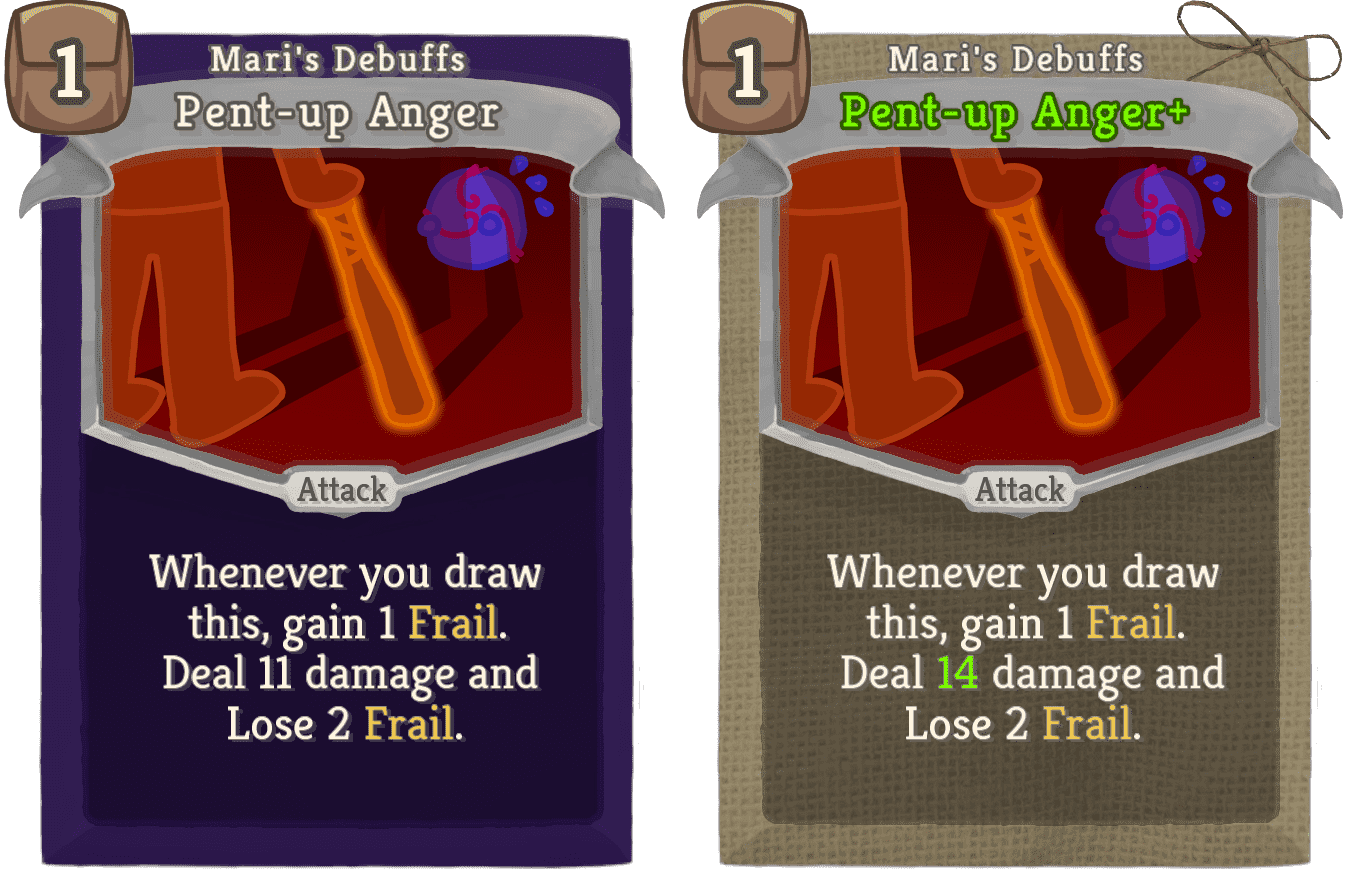 1
Mari's Debuffs
Pent-up Anger
Attack
Whenever you draw
this, gain 1 Frail.
Deal 11 damage and
Lose 2 Frail.
1
Mari's Debuffs
Pent-up Anger+
Attack
Whenever you draw
this, gain 1 Frail.
Deal 14 damage and
Lose 2 Frail.